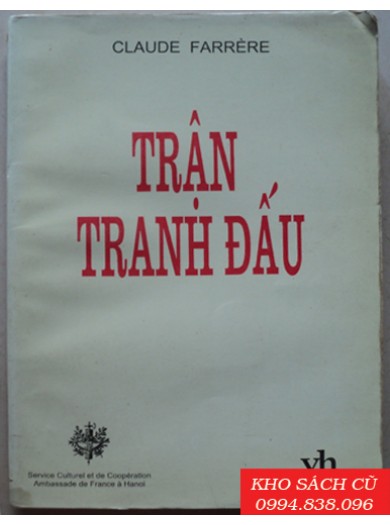 CLAUDE FARRÈRE
TRẬN
TRANH ĐẤU
Service Culturel et de Coopération
Ambassade de France à Hanoi
vh
KHO SÁCH CŨ
0994.838.096